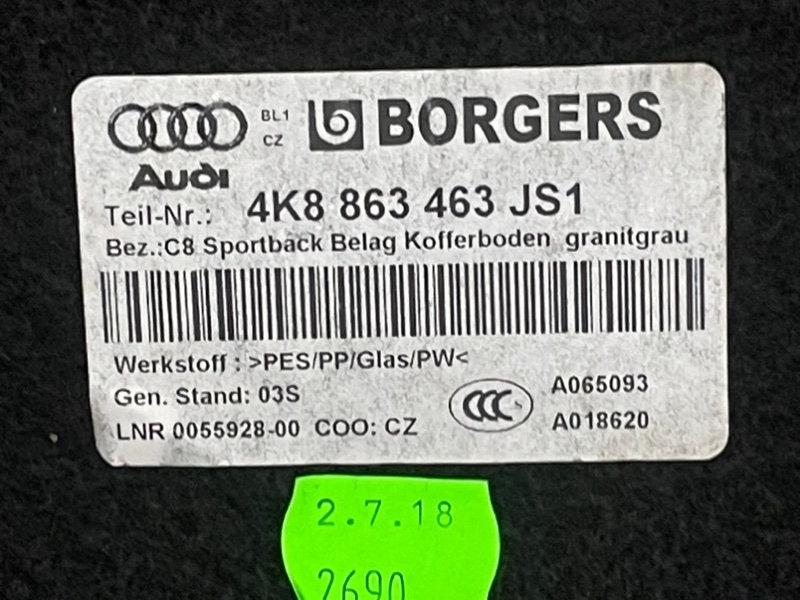 BL1
CZ
BORGERS
Audi
Teil-Nr.: 4K8 863 463 JS1
Bez.:C8 Sportback Belag Kofferboden granitgrau
Werkstoff : >PES/PP/Glas/PW<
Gen. Stand: 03S
LNR 0055928-00 COO: CZ
CCC S
A065093
A018620
2.7.18
2690